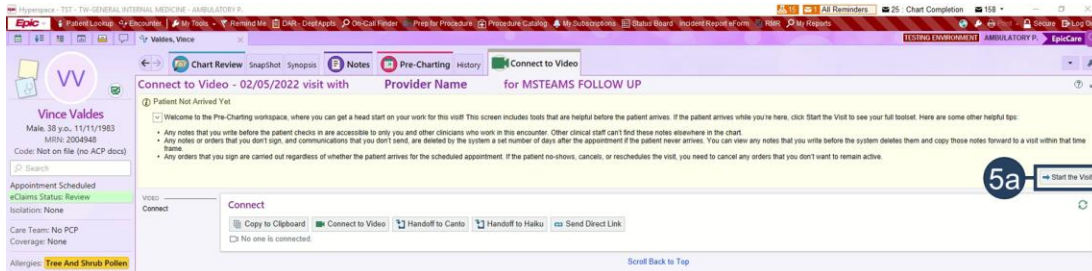 Hyperspace - TST - TW-GENERAL INTERNAL MEDICINE - AMBULATORY P.
15 1 All Reminders 25 : Chart Completion 158
Epic Patient Lookup Encounter My Tools Remind Me DAR - Dept Appts On-Call Finder Prep for Procedure Procedure Catalog My Subscriptions Status Board Incident Report eForm RMR My Reports Secure Log O
Valdes, Vince TESTING ENVIRONMENT AMBULATORY P. EpicCare
VV
Chart Review SnapShot Synopsis Notes Pre-Charting History Connect to Video
Connect to Video - 02/05/2022 visit with Provider Name for MSTEAMS FOLLOW UP
Patient Not Arrived Yet
Welcome to the Pre-Charting workspace, where you can get a head start on your work for this visit! This screen includes tools that are helpful before the patient arrives. If the patient arrives while you're here, click Start the Visit to see your full toolset. Here are some other helpful tips:
• Any notes that you write before the patient checks in are accessible to only you and other clinicians who work in this encounter. Other clinical staff can't find these notes elsewhere in the chart.
• Any notes or orders that you don't sign, and communications that you don't send, are deleted by the system a set number of days after the appointment if the patient never arrives. You can view any notes that you write before the system deletes them and copy those notes forward to a visit within that time
frame.
• Any orders that you sign are carried out regardless of whether the patient arrives for the scheduled appointment. If the patient no-shows, cancels, or reschedules the visit, you need to cancel any orders that you don't want to remain active.
5a
Start the Visit
Vince Valdes
Male, 38 y.o., 11/11/1983
MRN: 2004948
Code: Not on file (no ACP docs)
Search
Appointment Scheduled
eClaims Status: Review
Isolation: None
Care Team: No PCP
Coverage: None
Allergies: Tree And Shrub Pollen
VIDEO
Connect
Connect
Copy to Clipboard Connect to Video Handoff to Canto Handoff to Haiku Send Direct Link
No one is connected.
Scroll Back to Top